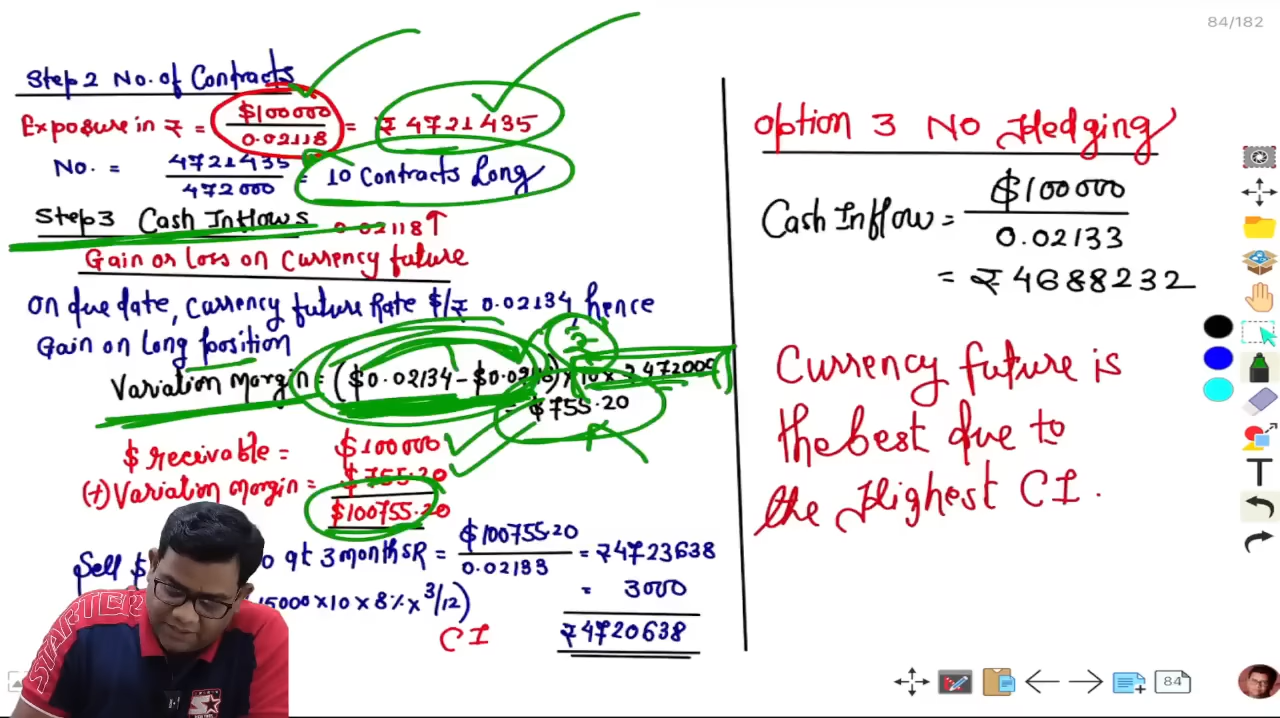 84/182
Step 2 No. of Contracts
Exposure in ₹ = $100000 / 0.02118 = ₹ 4721435
No. = 4721435 / 472000 = 10 Contracts Long
Step 3 Cash Inflows 0.02118↑
Gain or Loss on Currency future
on due date, Currency future Rate $/₹ 0.02134, hence
Gain on Long position
Variation Margin = ($0.02134 - × 10 × ₹472000
= $755.20
$ receivable = $100000
(+) Variation Margin = $755.20
$100755.20
Sell $ at 3 months SR = $100755.20 / 0.02133 = ₹4723638
5000 × 10 × 8% × 3/12) = 3000
CI ₹4720638
option 3 No Hedging
Cash Inflow = $100000 / 0.02133
= ₹4688232
Currency future is
the best due to
the Highest CI.
STARTER
T
84